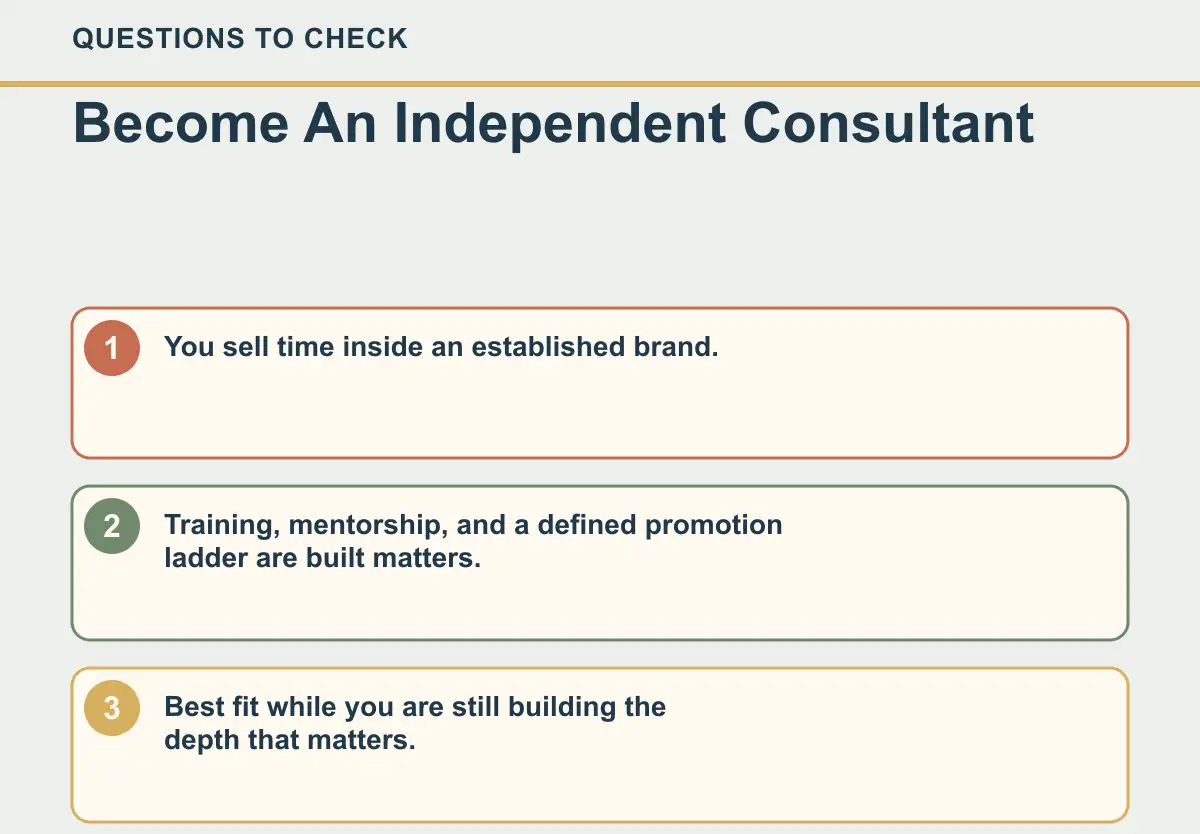 QUESTIONS TO CHECK
Become An Independent Consultant
1
You sell time inside an established brand.
2
Training, mentorship, and a defined promotion
ladder are built matters.
3
Best fit while you are still building the
depth that matters.